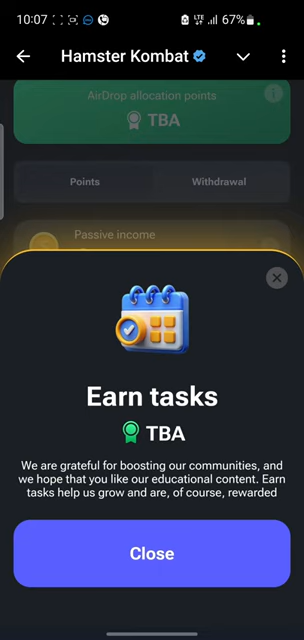 10:07
LTE
67%
Hamster Kombat
AirDrop allocation points
TBA
Points
Withdrawal
Passive income
Earn tasks
TBA
We are grateful for boosting our communities, and
we hope that you like our educational content. Earn
tasks help us grow and are, of course, rewarded
Close